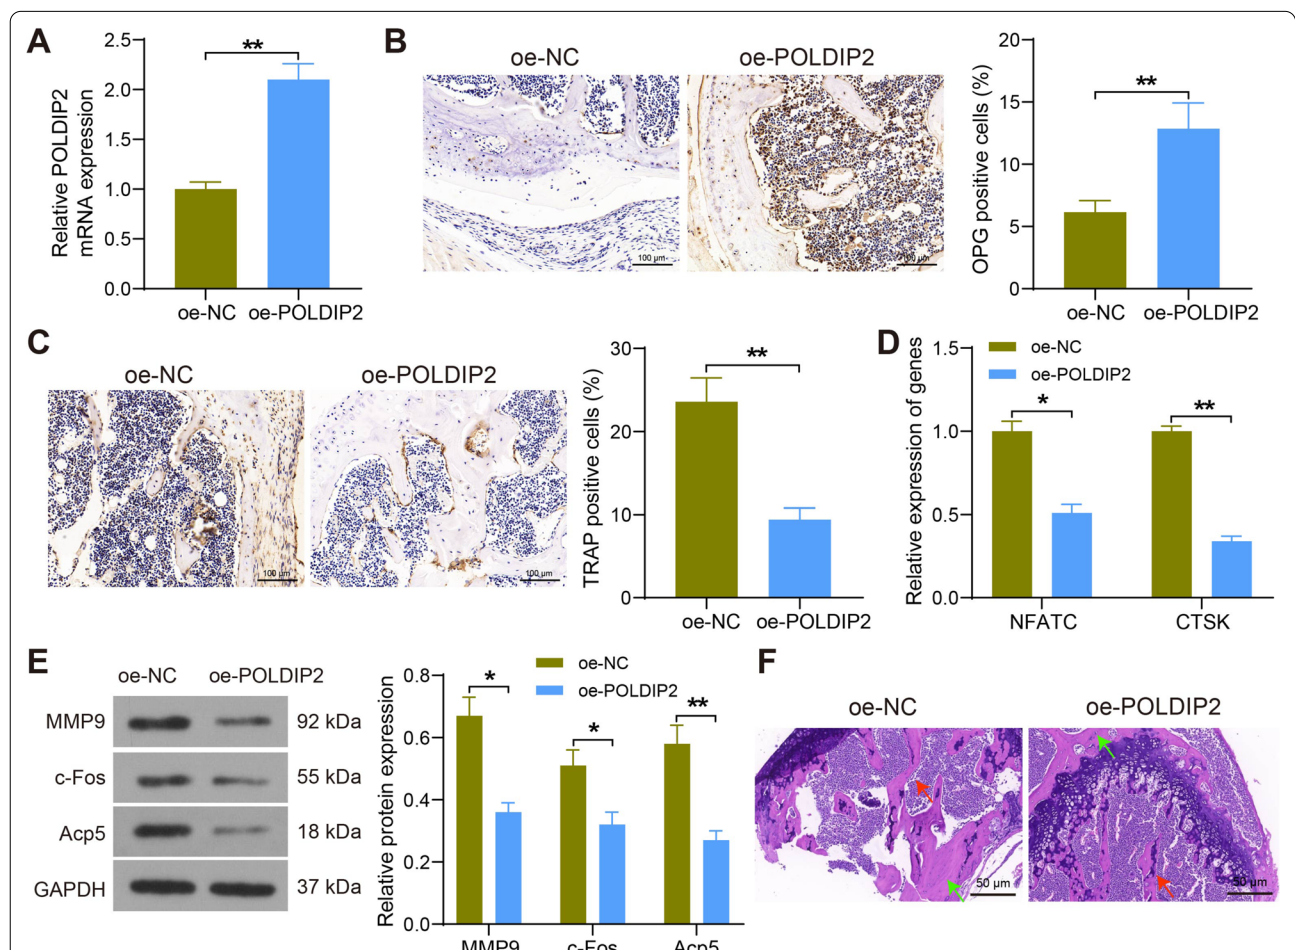 A
Relative POLDIP2
mRNA expression
2.5
2.0
1.5
1.0
0.5
0.0
**
oe-NC
oe-POLDIP2
B
oe-NC
oe-POLDIP2
100 μm
100 μm
OPG positive cells (%)
20
15
10
5
0
**
oe-NC
oe-POLDIP2
C
oe-NC
oe-POLDIP2
100 μm
100 μm
TRAP positive cells (%)
30
20
10
0
**
oe-NC
oe-POLDIP2
D
oe-NC
oe-POLDIP2
Relative expression of genes
1.5
1.0
0.5
0.0
*
**
NFATC
CTSK
E
oe-NC
oe-POLDIP2
MMP9
92 kDa
c-Fos
55 kDa
Acp5
18 kDa
GAPDH
37 kDa
oe-NC
oe-POLDIP2
Relative protein expression
0.8
0.6
0.4
0.2
0.0
*
*
**
MMP9
c-Fos
Acp5
F
oe-NC
oe-POLDIP2
50 μm
50 μm